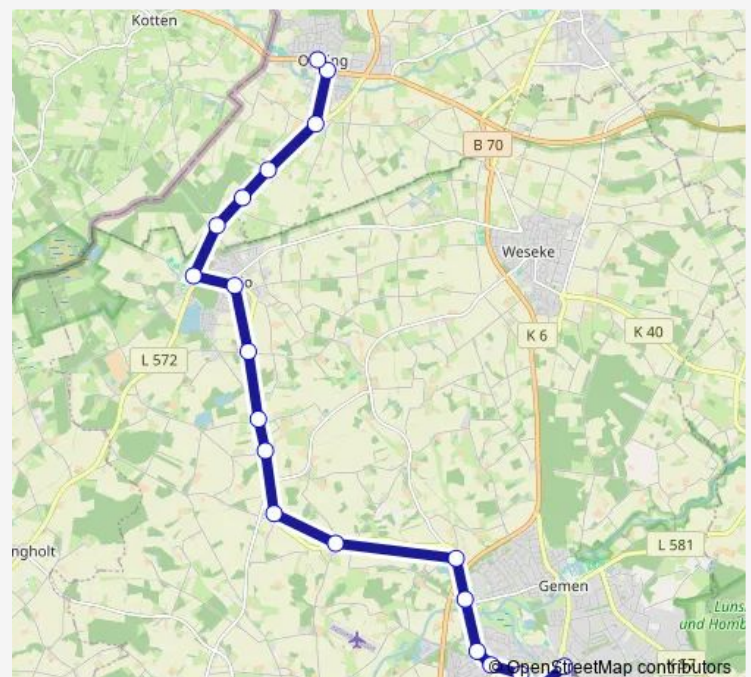 Kotten
B 70
Weseke
K 6
K 40
L 572
L 581
Gemen
ngholt
Luns
und Homb
© OpenStreetMap contributors